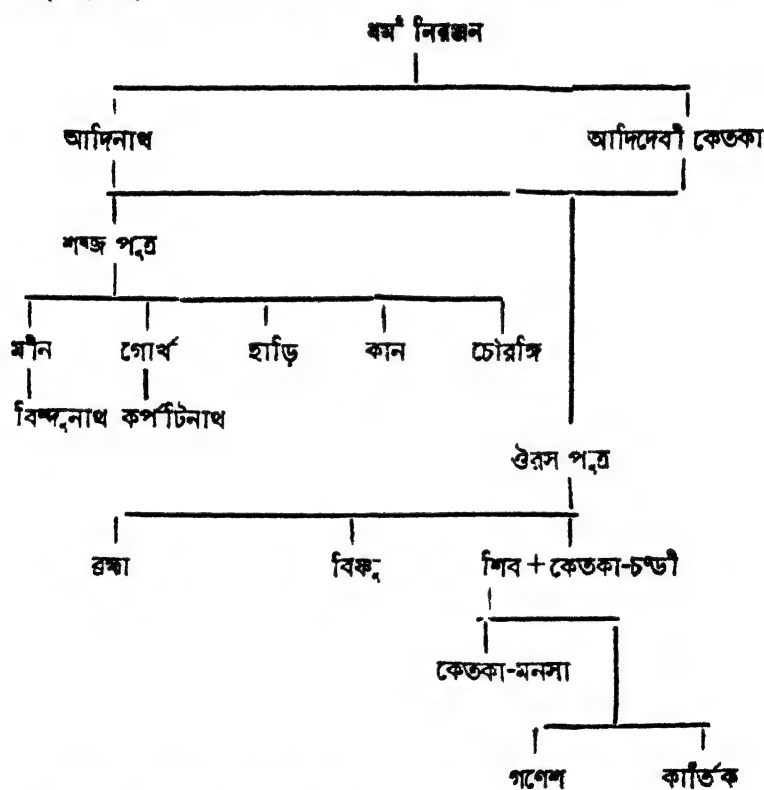 ধর্ম নিরঞ্জন
আদিনাথ আদিদেবী কেতকা
শব্দজ পুত্র
মীন গোর্খ হাড়ি কান চৌরঙ্গি
বিন্দুনাথ কর্পটিনাথ
ঔরস পুত্র
ব্রহ্মা বিষ্ণু শিব + কেতকা-চণ্ডী
কেতকা-মনসা
গণেশ কার্তিক